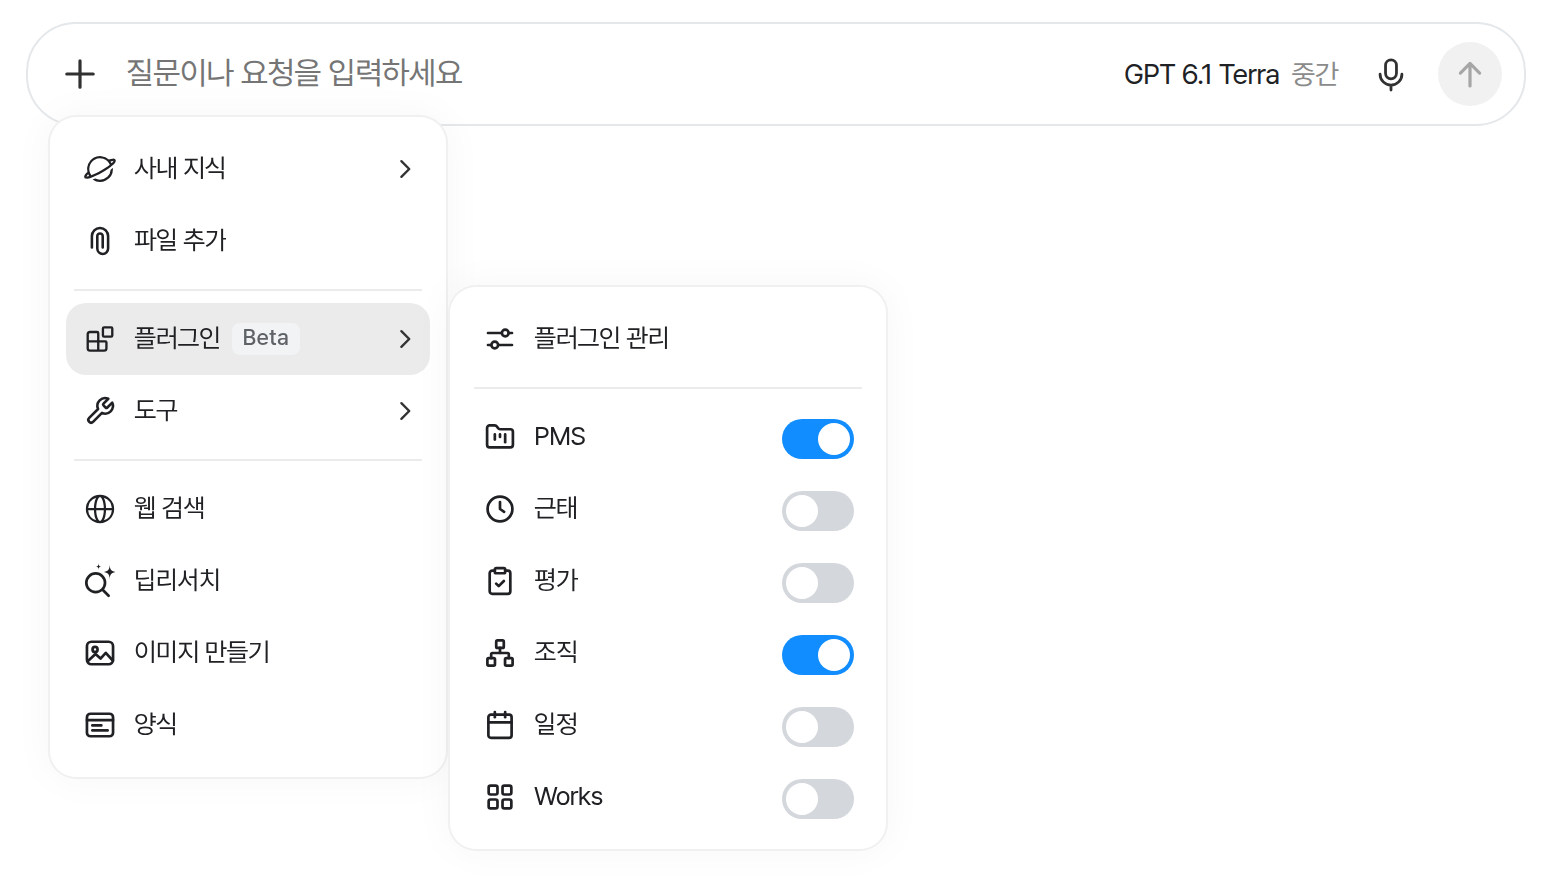 질문이나 요청을 입력하세요
GPT 6.1 Terra 중간
사내 지식
파일 추가
플러그인 Beta
도구
웹 검색
딥리서치
이미지 만들기
양식
플러그인 관리
PMS
근태
평가
조직
일정
Works